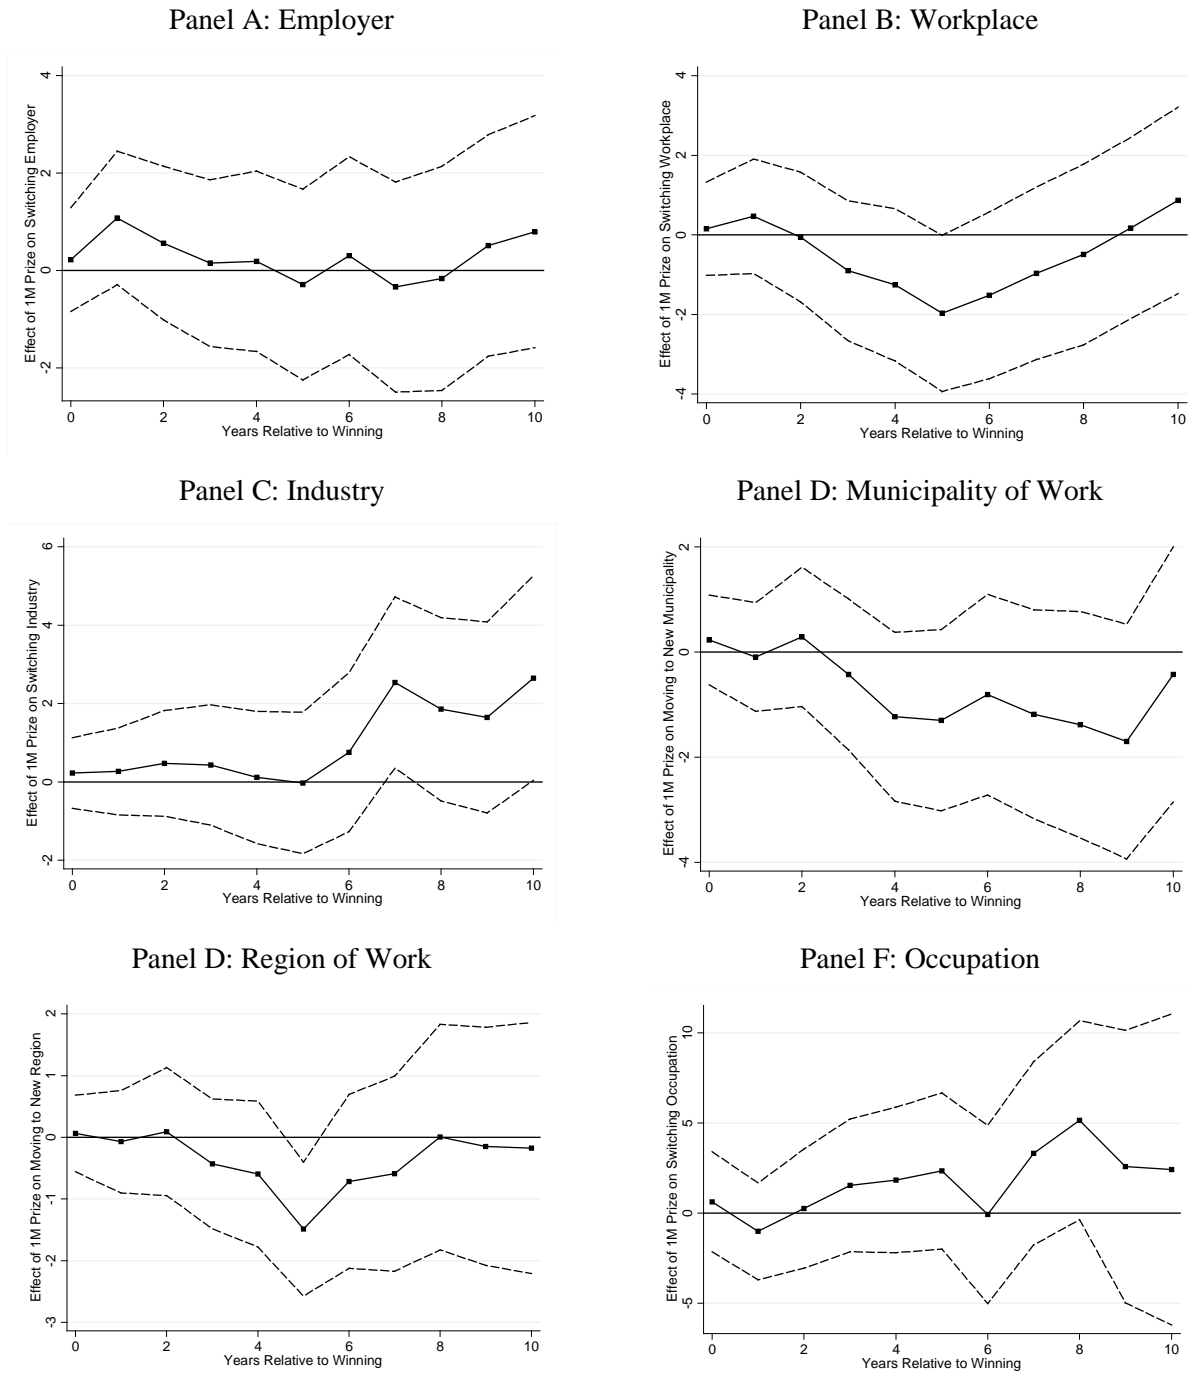 Panel A: Employer
Effect of 1M Prize on Switching Employer
4
2
0
-2
0 2 4 6 8 10
Years Relative to Winning
Panel B: Workplace
Effect of 1M Prize on Switching Workplace
4
2
0
-2
-4
0 2 4 6 8 10
Years Relative to Winning
Panel C: Industry
Effect of 1M Prize on Switching Industry
6
4
2
0
-2
0 2 4 6 8 10
Years Relative to Winning
Panel D: Municipality of Work
Effect of 1M Prize on Moving to New Municipality
2
0
-2
-4
0 2 4 6 8 10
Years Relative to Winning
Panel D: Region of Work
Effect of 1M Prize on Moving to New Region
2
1
0
-1
-2
-3
0 2 4 6 8 10
Years Relative to Winning
Panel F: Occupation
Effect of 1M Prize on Switching Occupation
10
5
0
-5
0 2 4 6 8 10
Years Relative to Winning